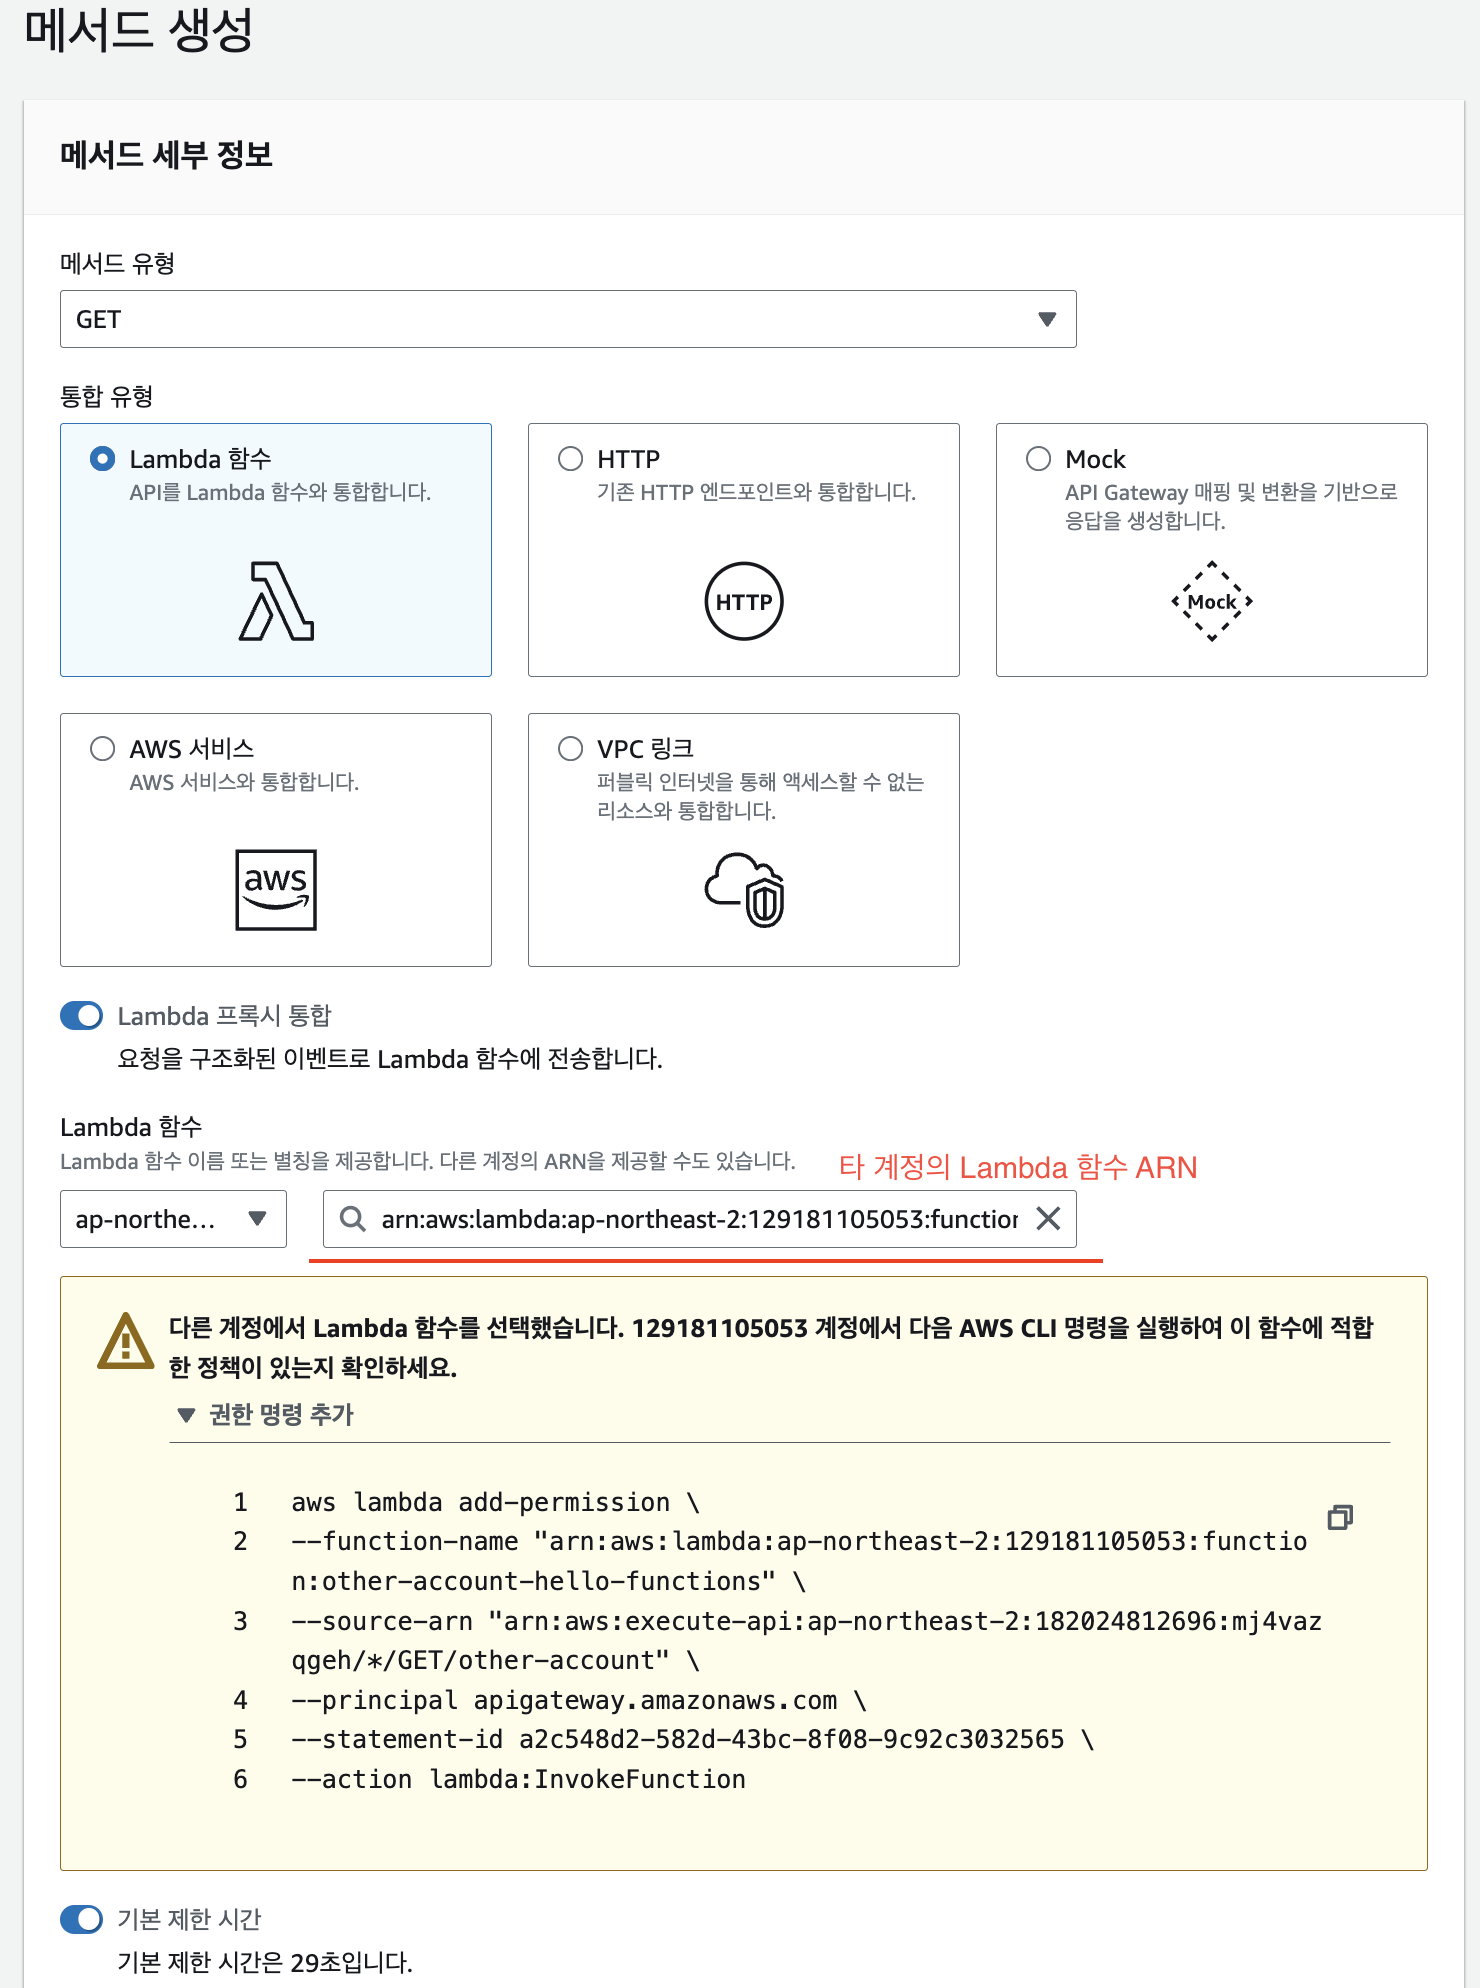 메서드 생성
메서드 세부 정보
메서드 유형
GET
통합 유형
Lambda 함수
API를 Lambda 함수와 통합합니다.
HTTP
기존 HTTP 엔드포인트와 통합합니다.
HTTP
Mock
API Gateway 매핑 및 변환을 기반으로
응답을 생성합니다.
Mock
AWS 서비스
AWS 서비스와 통합합니다.
aws
VPC 링크
퍼블릭 인터넷을 통해 액세스할 수 없는
리소스와 통합합니다.
Lambda 프록시 통합
요청을 구조화된 이벤트로 Lambda 함수에 전송합니다.
Lambda 함수
Lambda 함수 이름 또는 별칭을 제공합니다. 다른 계정의 ARN을 제공할 수도 있습니다.
타 계정의 Lambda 함수 ARN
ap-northe...
arn:aws:lambda:ap-northeast-2:129181105053:function
다른 계정에서 Lambda 함수를 선택했습니다. 129181105053 계정에서 다음 AWS CLI 명령을 실행하여 이 함수에 적합
한 정책이 있는지 확인하세요.
권한 명령 추가
1 aws lambda add-permission \
2 --function-name "arn:aws:lambda:ap-northeast-2:129181105053:functio
n:other-account-hello-functions" \
3 --source-arn "arn:aws:execute-api:ap-northeast-2:182024812696:mj4vaz
qgeh/*/GET/other-account" \
4 --principal apigateway.amazonaws.com \
5 --statement-id a2c548d2-582d-43bc-8f08-9c92c3032565 \
6 --action lambda:InvokeFunction
기본 제한 시간
기본 제한 시간은 29초입니다.